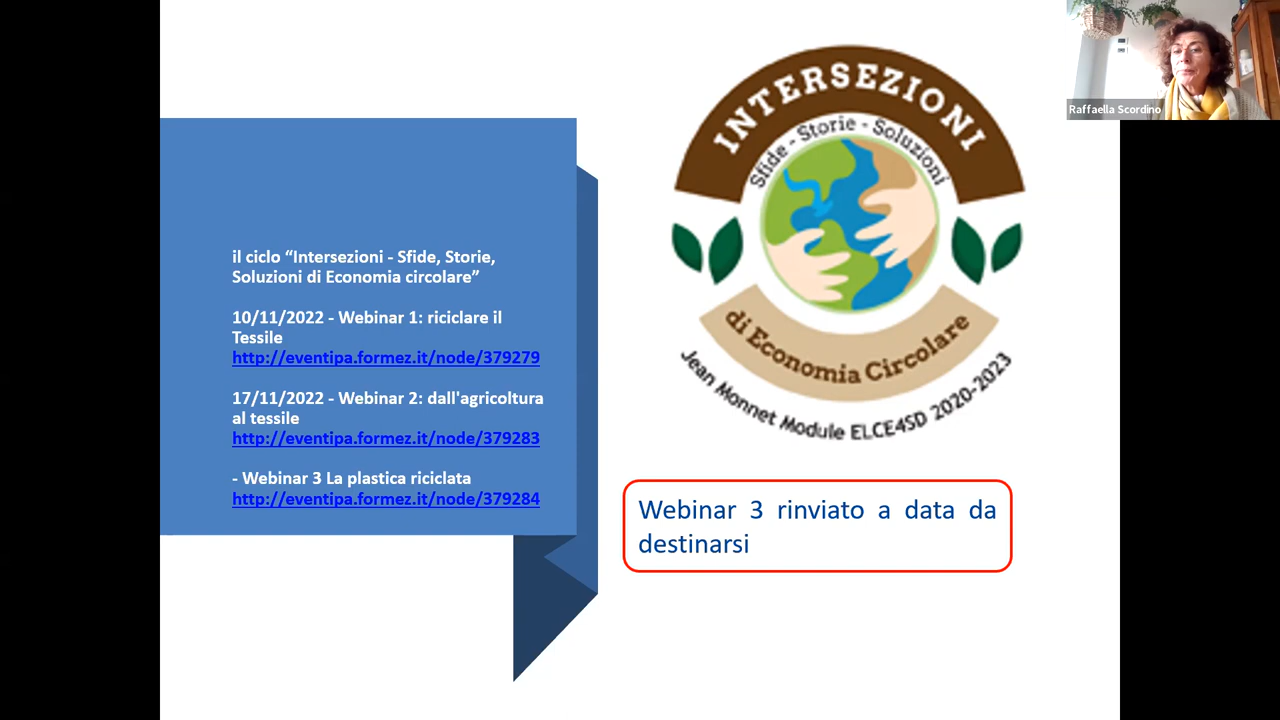 il ciclo “Intersezioni - Sfide, Storie,
Soluzioni di Economia circolare”
10/11/2022 - Webinar 1: riciclare il
Tessile
http://eventipa.formez.it/node/379279
17/11/2022 - Webinar 2: dall'agricoltura
al tessile
http://eventipa.formez.it/node/379283
- Webinar 3 La plastica riciclata
http://eventipa.formez.it/node/379284
INTERSEZIONI
Sfide - Storie - Soluzioni
di Economia Circolare
Jean Monnet Module ELCE4SD 2020-2023
Webinar 3 rinviato a data da
destinarsi
Raffaella Scordino